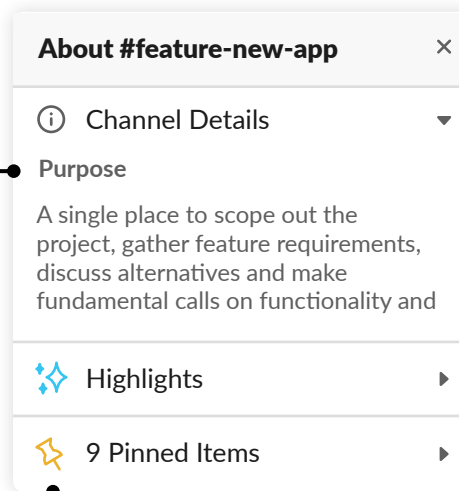 About #feature-new-app
Channel Details
Purpose
A single place to scope out the
project, gather feature requirements,
discuss alternatives and make
fundamental calls on functionality and
Highlights
9 Pinned Items